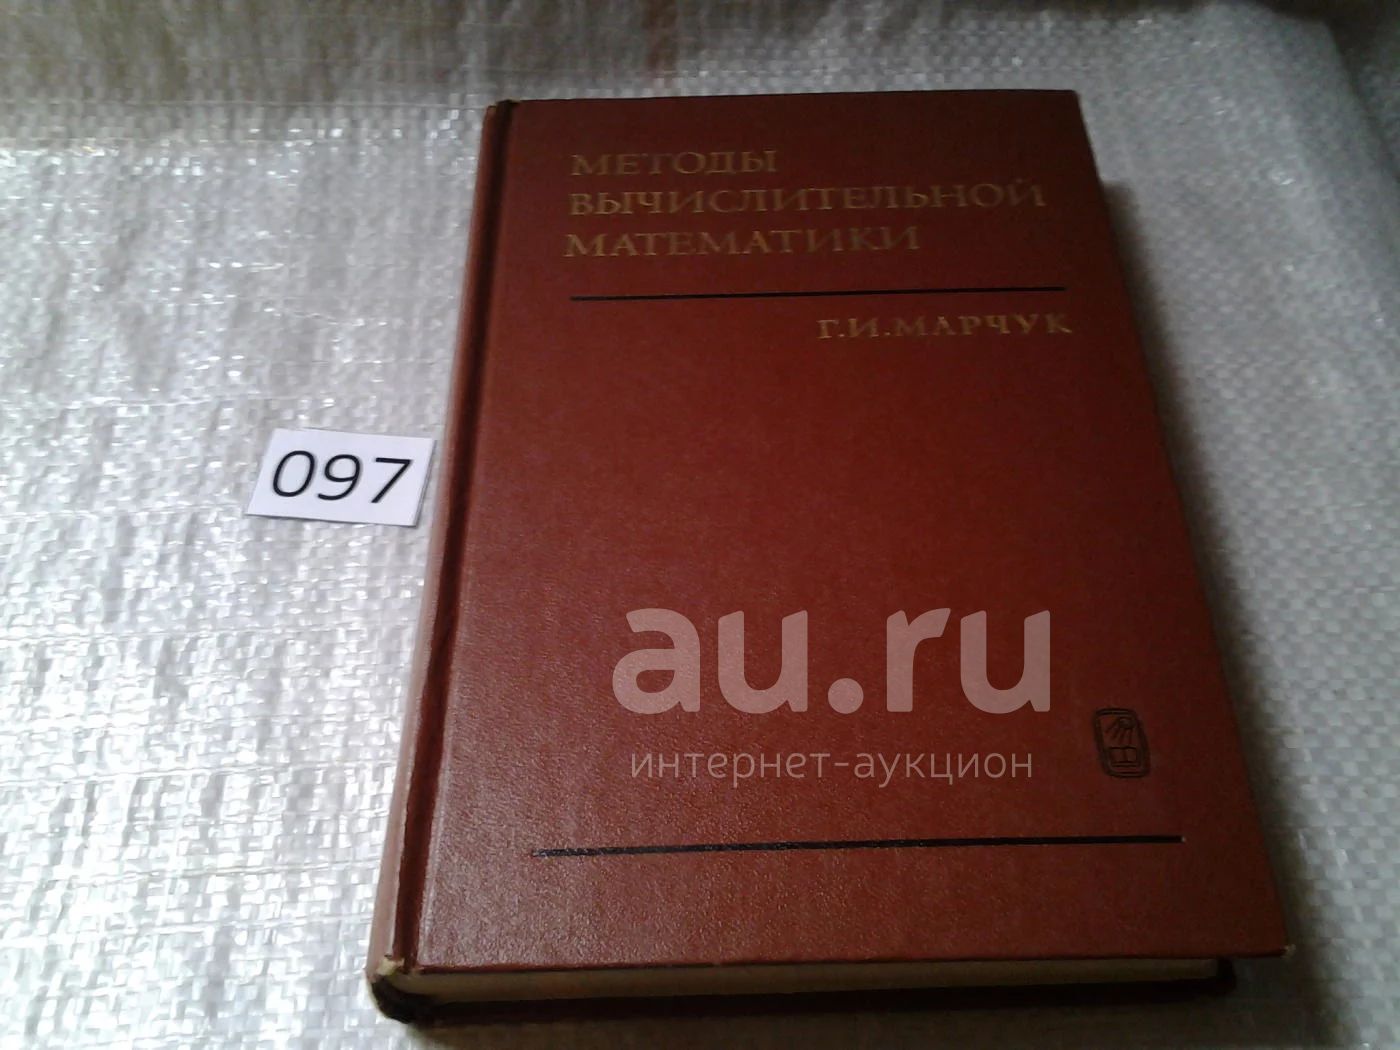 МЕТОДЫ
ВЫЧИСЛИТЕЛЬНОЙ
МАТЕМАТИКИ
Г.И.МАРЧУК
097
au.ru
интернет-аукцион